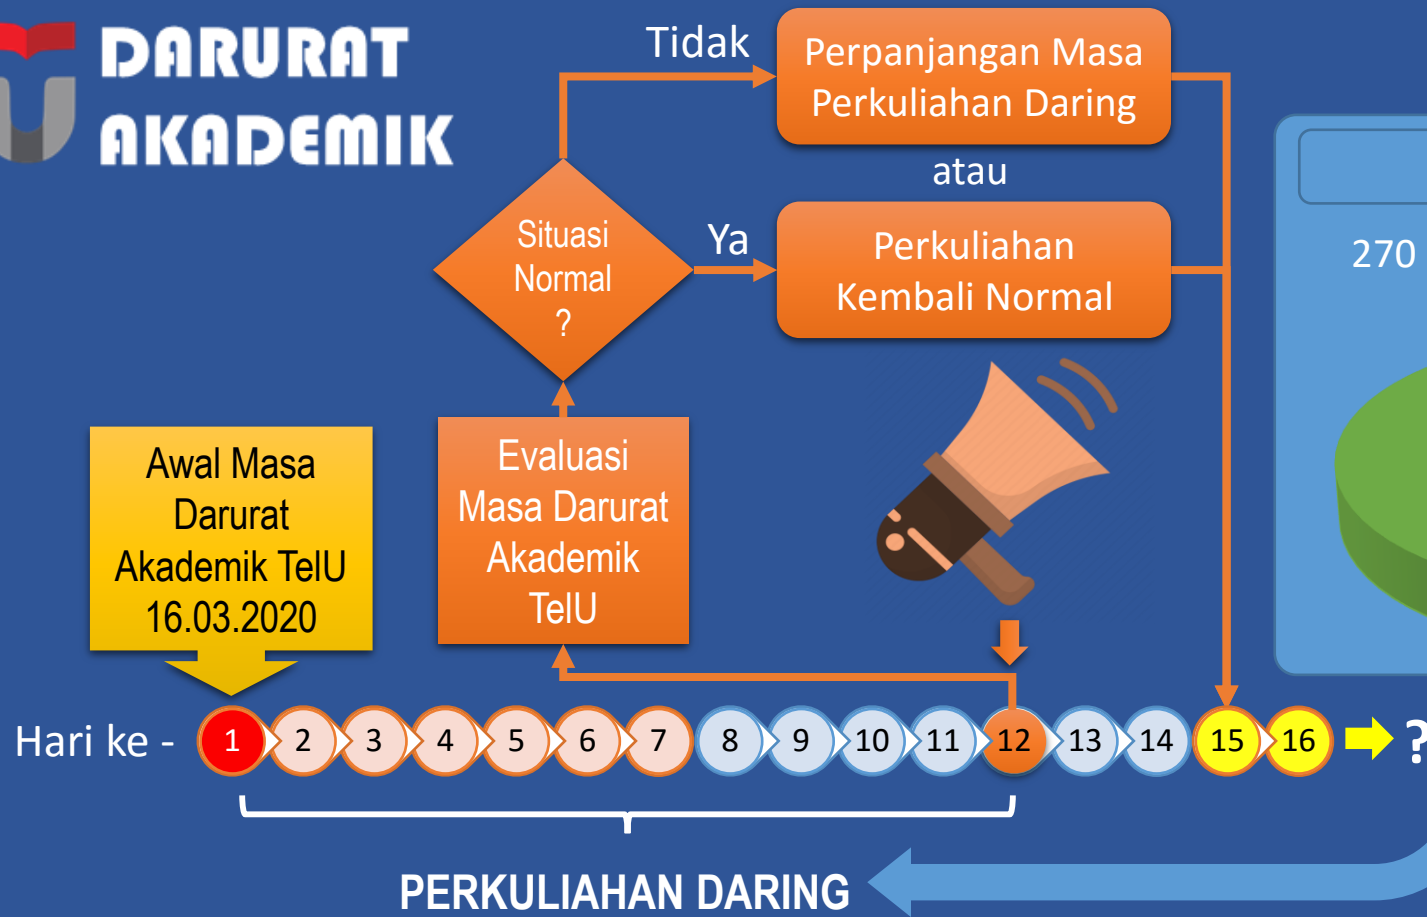 DARURAT
AKADEMIK
Tidak
Perpanjangan Masa
Perkuliahan Daring
atau
Situasi
Normal
?
Ya
Perkuliahan
Kembali Normal
270
Awal Masa
Darurat
Akademik TelU
16.03.2020
Evaluasi
Masa Darurat
Akademik
TelU
Hari ke - 1 2 3 4 5 6 7 8 9 10 11 12 13 14 15 16 ?
PERKULIAHAN DARING